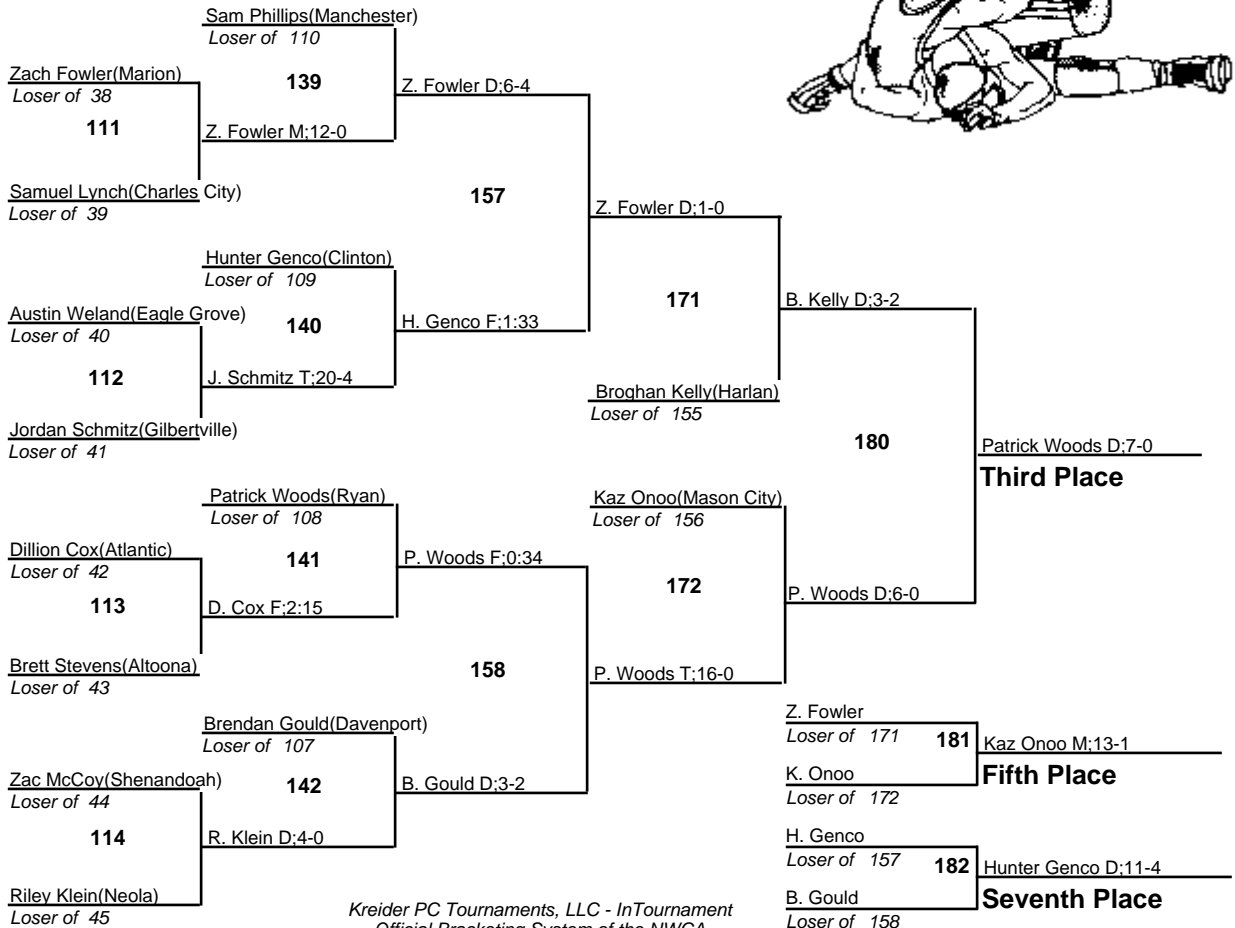 Sam Phillips(Manchester)
Loser of 110
Zach Fowler(Marion)
Loser of 38
139
Z. Fowler D;6-4
111
Z. Fowler M;12-0
Samuel Lynch(Charles City)
Loser of 39
157
Z. Fowler D;1-0
Hunter Genco(Clinton)
Loser of 109
Austin Weland(Eagle Grove)
Loser of 40
140
H. Genco F;1:33
171
B. Kelly D;3-2
112
J. Schmitz T;20-4
Broghan Kelly(Harlan)
Loser of 155
Jordan Schmitz(Gilbertville)
Loser of 41
180
Patrick Woods D;7-0
Third Place
Patrick Woods(Ryan)
Loser of 108
Kaz Onoo(Mason City)
Loser of 156
Dillion Cox(Atlantic)
Loser of 42
141
P. Woods F;0:34
172
P. Woods D;6-0
113
D. Cox F;2:15
Brett Stevens(Altoona)
Loser of 43
158
P. Woods T;16-0
Brendan Gould(Davenport)
Loser of 107
Z. Fowler
Loser of 171
181
Kaz Onoo M;13-1
Fifth Place
K. Onoo
Loser of 172
Zac McCoy(Shenandoah)
Loser of 44
142
B. Gould D;3-2
114
R. Klein D;4-0
H. Genco
Loser of 157
182
Hunter Genco D;11-4
Seventh Place
B. Gould
Loser of 158
Riley Klein(Neola)
Loser of 45
Kreider PC Tournaments, LLC - InTournament
Official Bracketing System of the NWCA